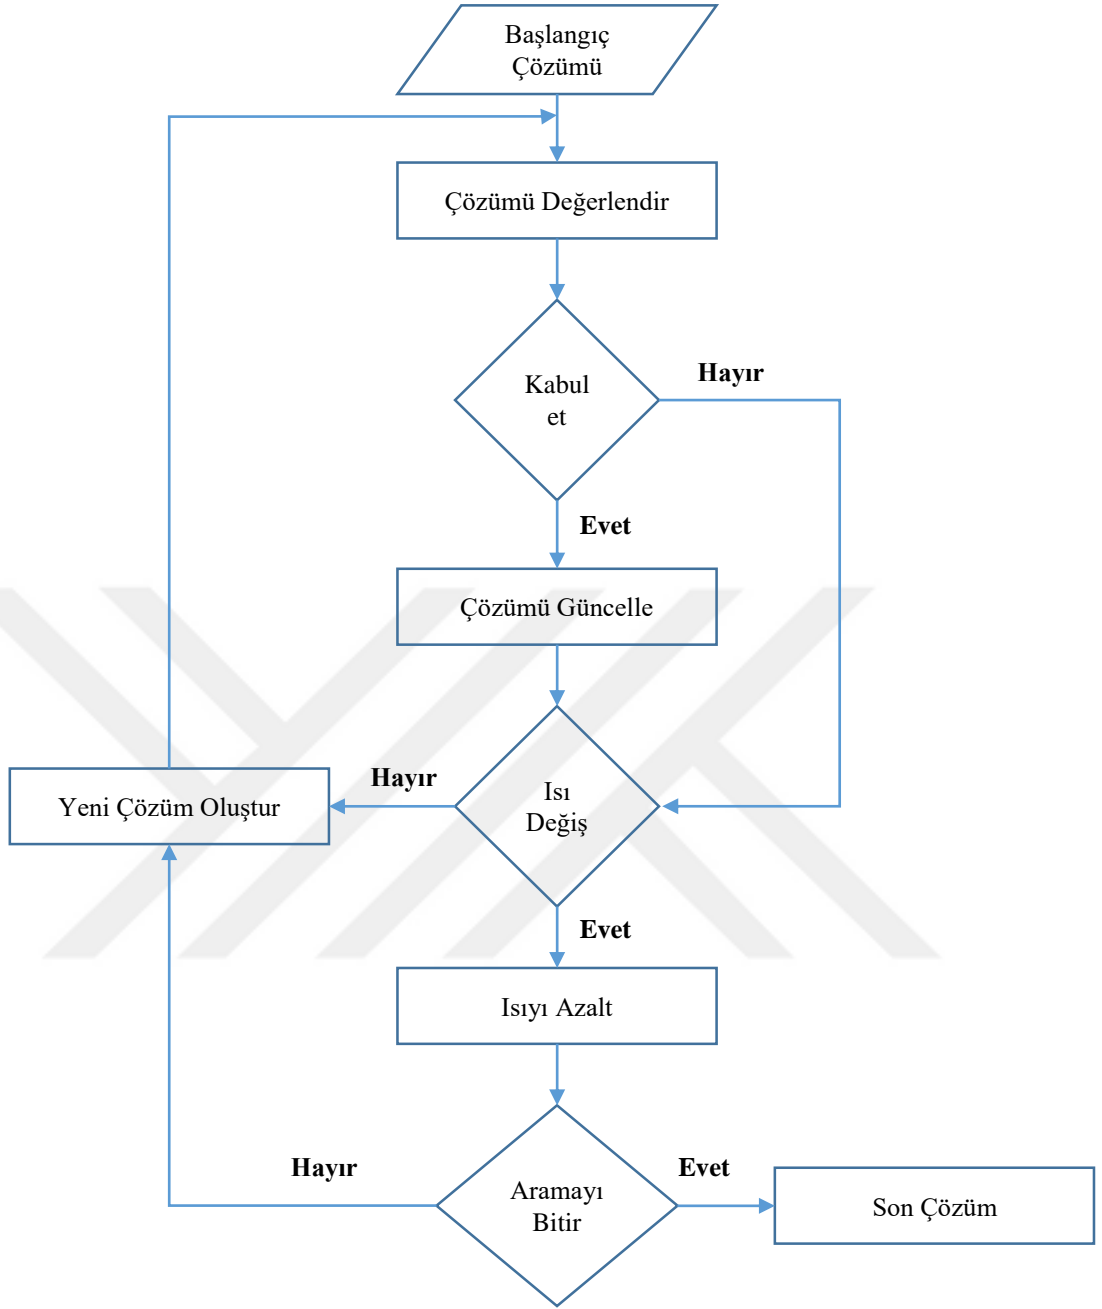 Başlangıç
Çözümü
Çözümü Değerlendir
Kabul
et
Hayır
Evet
Çözümü Güncelle
Isı
Değiş
Hayır
Yeni Çözüm Oluştur
Evet
Isıyı Azalt
Aramayı
Bitir
Hayır
Evet
Son Çözüm